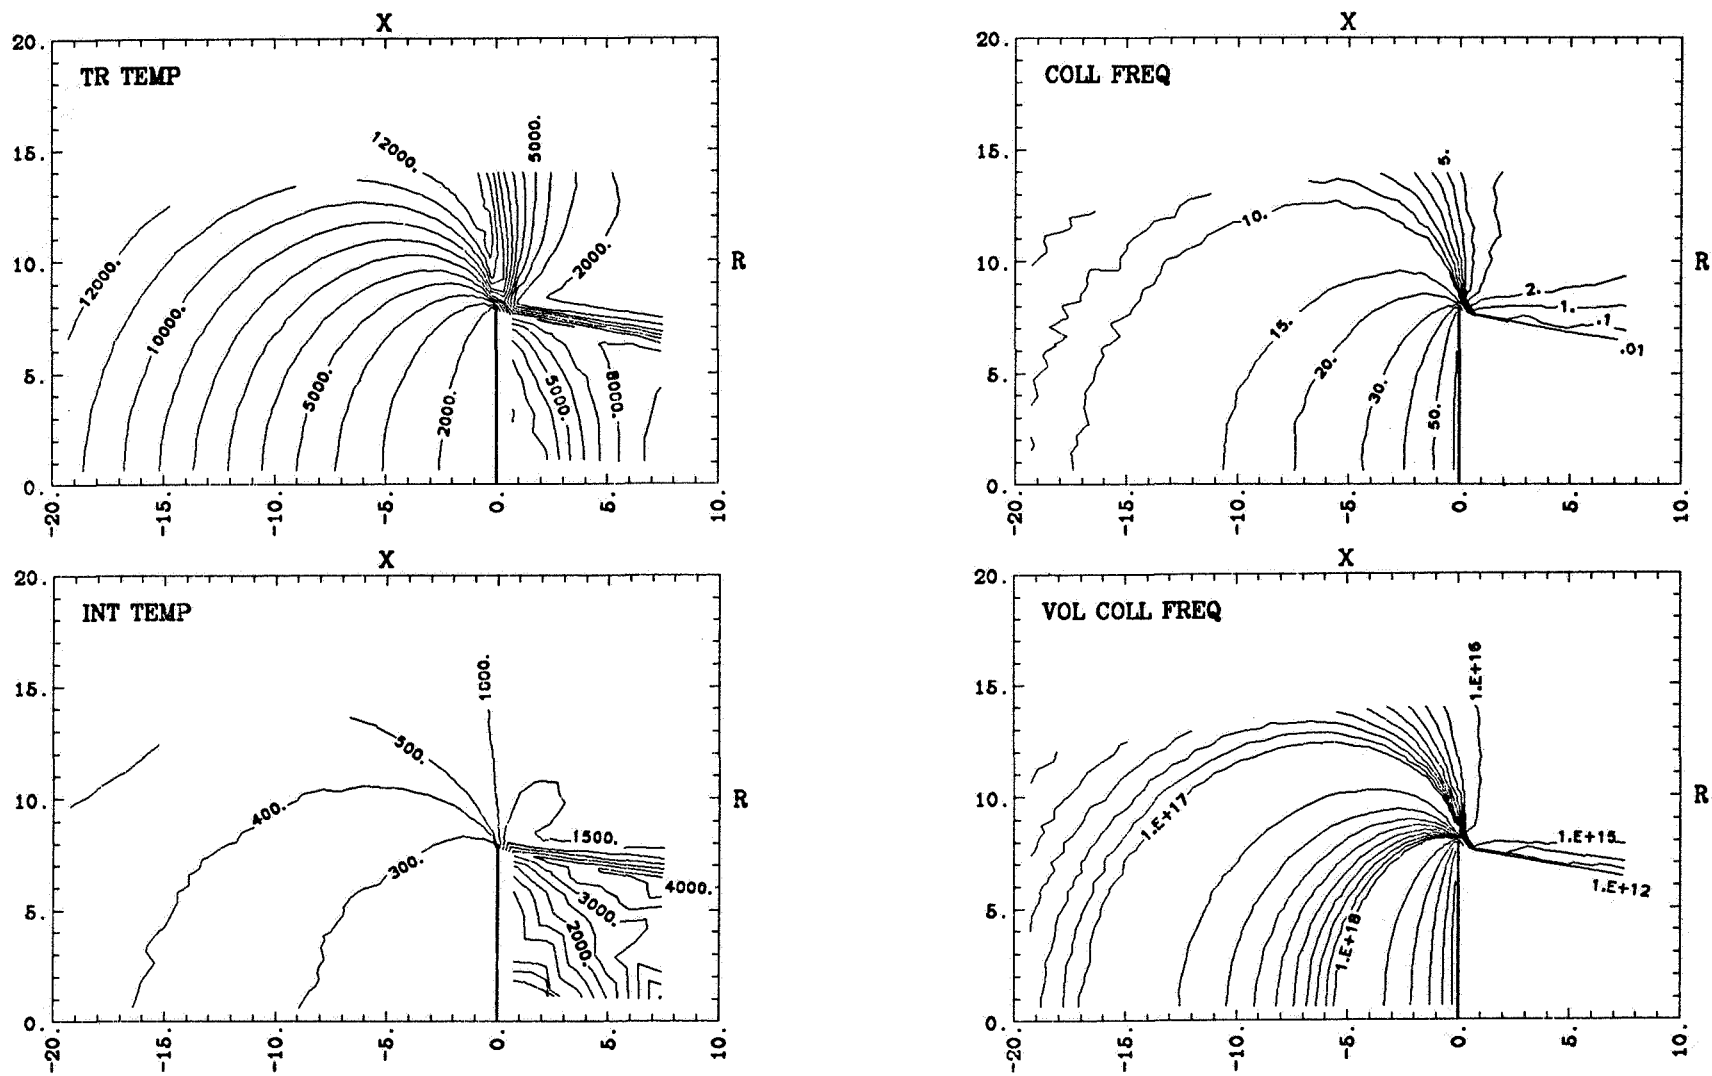 X
20.
TR TEMP
12000.
5000.
15.
12000.
2000.
10.
R
10000.
5.
5000.
2000.
5000.
8000.
0.
-20. -15. -10. -5. 0. 5. 10.
X
20.
COLL FREQ
5.
15.
10.
10.
R
2.
1.
.1
.01
15.
20.
30.
50.
5.
0.
-20. -15. -10. -5. 0. 5. 10.
X
20.
INT TEMP
1000.
15.
500.
10.
R
400.
1500.
300.
4000.
3000.
2000.
5.
0.
-20. -15. -10. -5. 0. 5. 10.
X
20.
VOL COLL FREQ
1.E+16
15.
10.
R
1.E+17
1.E+15
1.E+12
1.E+18
5.
0.
-20. -15. -10. -5. 0. 5. 10.